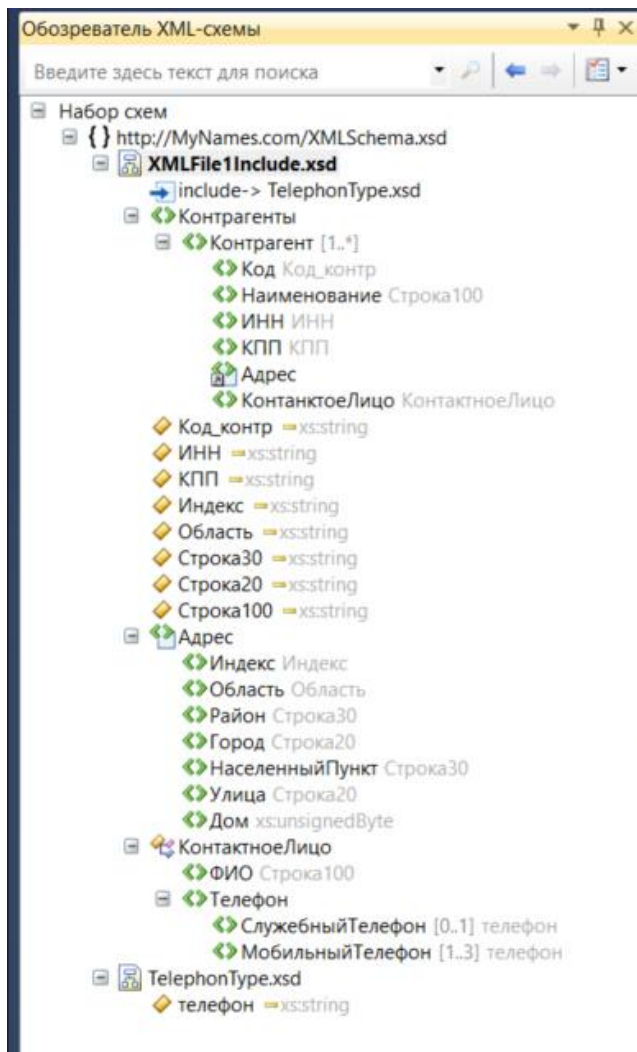 Обозреватель XML-схемы
Введите здесь текст для поиска
Набор схем
{ } http://MyNames.com/XMLSchema.xsd
XMLFile1Include.xsd
include-> TelephonType.xsd
Контрагенты
Контрагент [1..*]
Код Код_контр
Наименование Строка100
ИНН ИНН
КПП КПП
Адрес
КонтанктоеЛицо КонтактноеЛицо
Код_контр xs:string
ИНН xs:string
КПП xs:string
Индекс xs:string
Область xs:string
Строка30 xs:string
Строка20 xs:string
Строка100 xs:string
Адрес
Индекс Индекс
Область Область
Район Строка30
Город Строка20
НаселенныйПункт Строка30
Улица Строка20
Дом xs:unsignedByte
КонтактноеЛицо
ФИО Строка100
Телефон
СлужебныйТелефон [0..1] телефон
МобильныйТелефон [1..3] телефон
TelephonType.xsd
телефон xs:string